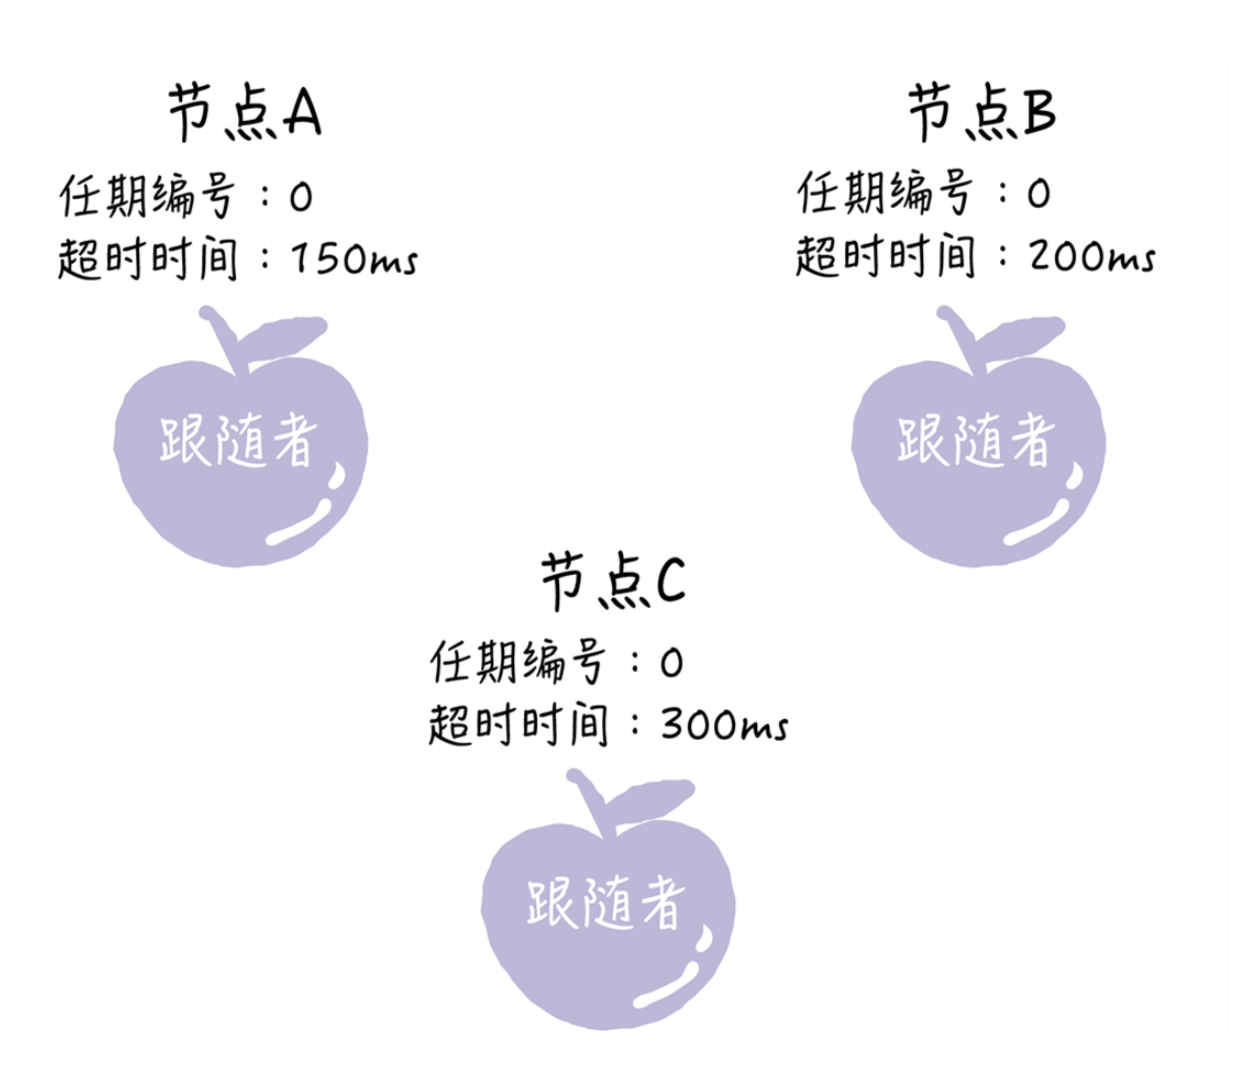 节点A
任期编号：0
超时时间：150ms
跟随者
节点B
任期编号：0
超时时间：200ms
跟随者
节点C
任期编号：0
超时时间：300ms
跟随者